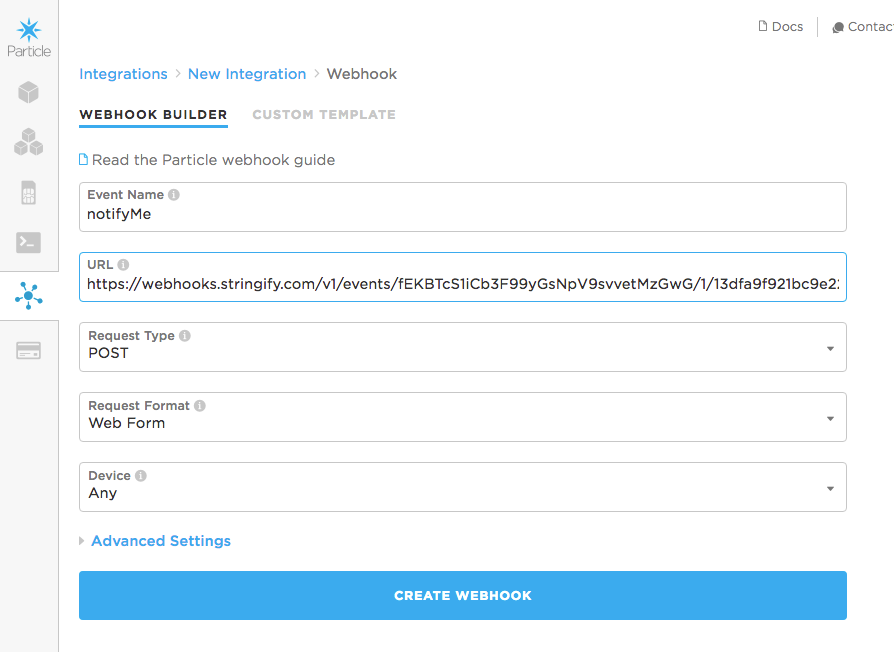 Docs Contac
Particle
Integrations > New Integration > Webhook
WEBHOOK BUILDER CUSTOM TEMPLATE
Read the Particle webhook guide
Event Name
notifyMe
URL
https://webhooks.stringify.com/v1/events/fEKBTcS1iCb3F99yGsNpV9svvetMzGwG/1/13dfa9f921bc9e22
Request Type
POST
Request Format
Web Form
Device
Any
Advanced Settings
CREATE WEBHOOK